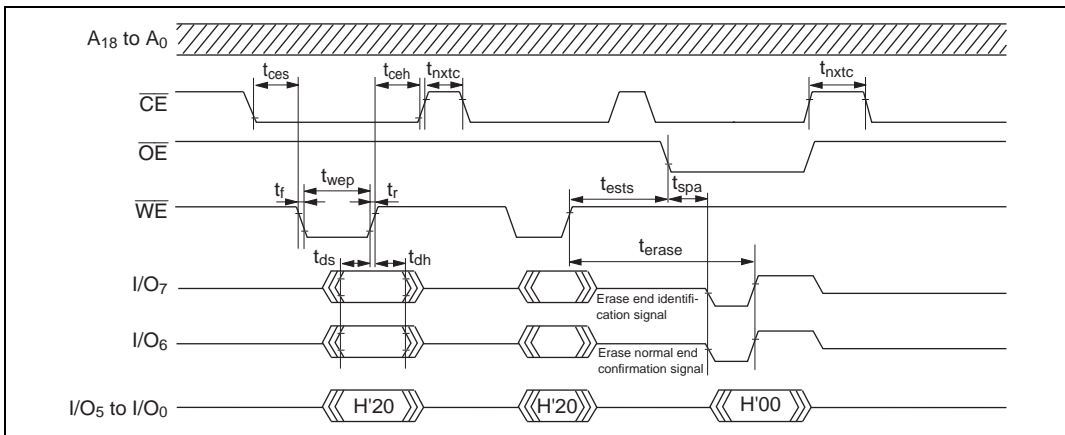 A18 to A0
tces
tceh
tnxtc
tnxtc
CE
OE
tf
twep
tr
tests
tspa
WE
tds
tdh
terase
I/O7
Erase end identifi-
cation signal
I/O6
Erase normal end
confirmation signal
I/O5 to I/O0
H'20
H'20
H'00